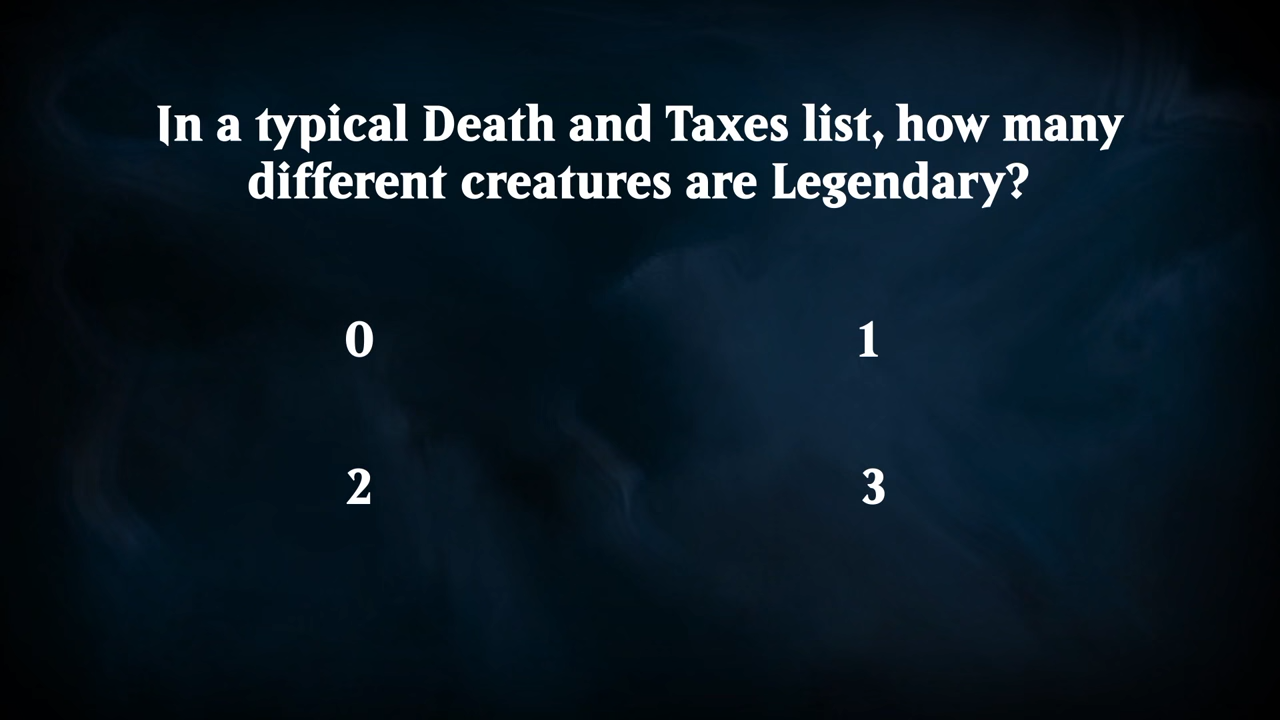 In a typical Death and Taxes list, how many
different creatures are Legendary?
0
1
2
3